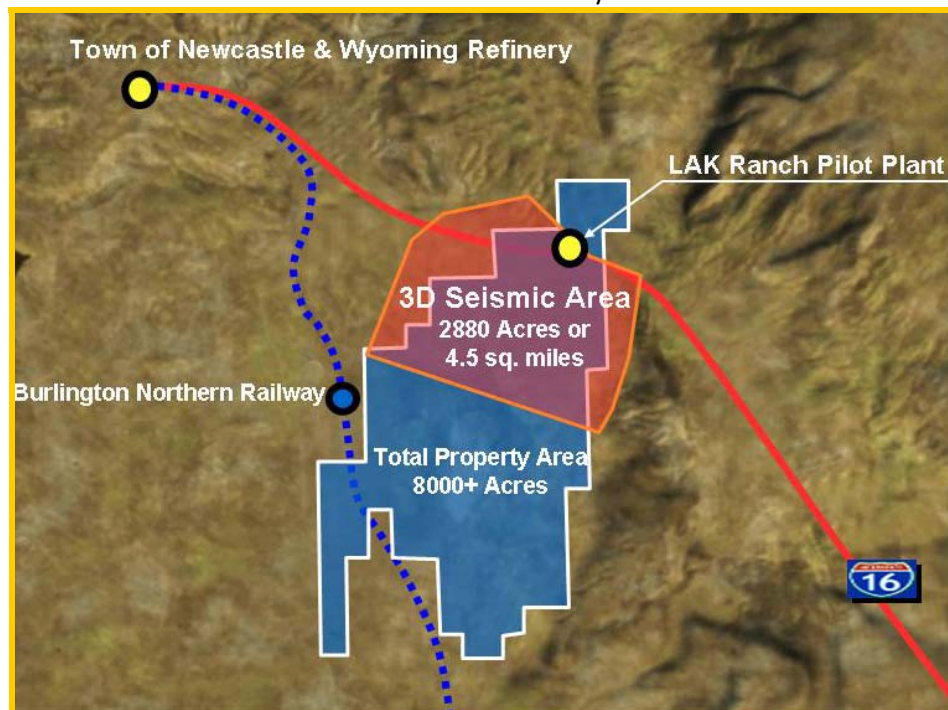 Town of Newcastle & Wyoming Refinery
LAK Ranch Pilot Plant
3D Seismic Area
2880 Acres or
4.5 sq. miles
Burlington Northern Railway
Total Property Area
8000+ Acres
16